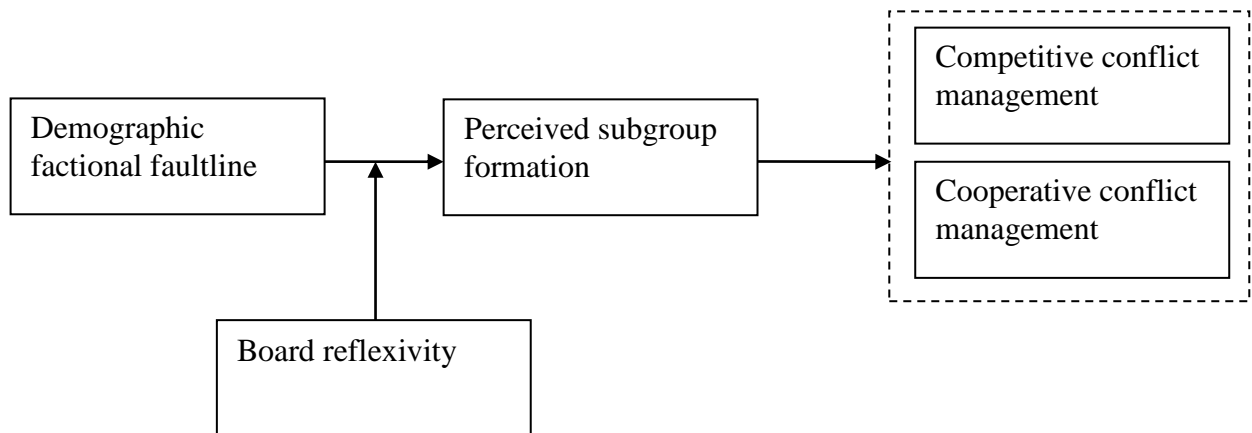 Demographic
factional faultline
Perceived subgroup
formation
Competitive conflict
management
Cooperative conflict
management
Board reflexivity